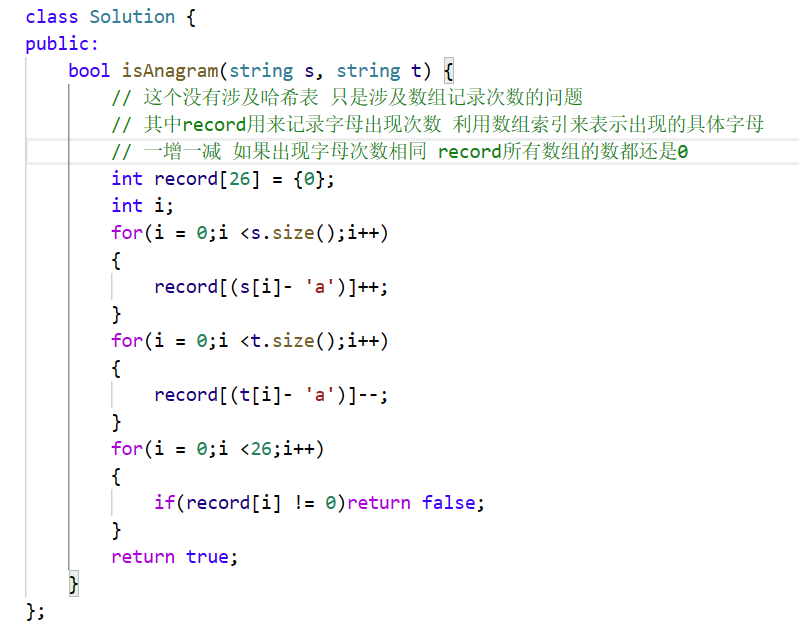 class Solution {
public:
    bool isAnagram(string s, string t) {
        // 这个没有涉及哈希表 只是涉及数组记录次数的问题
        // 其中record用来记录字母出现次数 利用数组索引来表示出现的具体字母
        // 一增一减 如果出现字母次数相同 record所有数组的数都还是0
        int record[26] = {0};
        int i;
        for(i = 0;i <s.size();i++)
        {
            record[(s[i]- 'a')]++;
        }
        for(i = 0;i <t.size();i++)
        {
            record[(t[i]- 'a')]--;
        }
        for(i = 0;i <26;i++)
        {
            if(record[i] != 0)return false;
        }
        return true;
    }
};